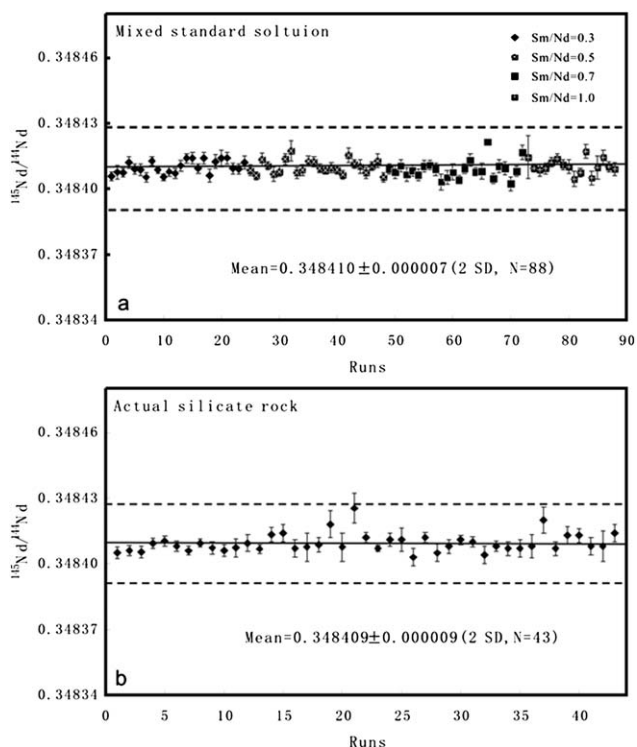 Mixed standard soltuion
Sm/Nd=0.3
Sm/Nd=0.5
Sm/Nd=0.7
Sm/Nd=1.0
0.34846
0.34843
0.34840
0.34837
0.34834
145Nd/144Nd
Mean=0.348410±0.000007(2 SD, N=88)
a
0 10 20 30 40 50 60 70 80 90
Runs
Actual silicate rock
0.34846
0.34843
0.34840
0.34837
0.34834
145Nd/144Nd
Mean=0.348409±0.000009(2 SD,N=43)
b
0 5 10 15 20 25 30 35 40
Runs